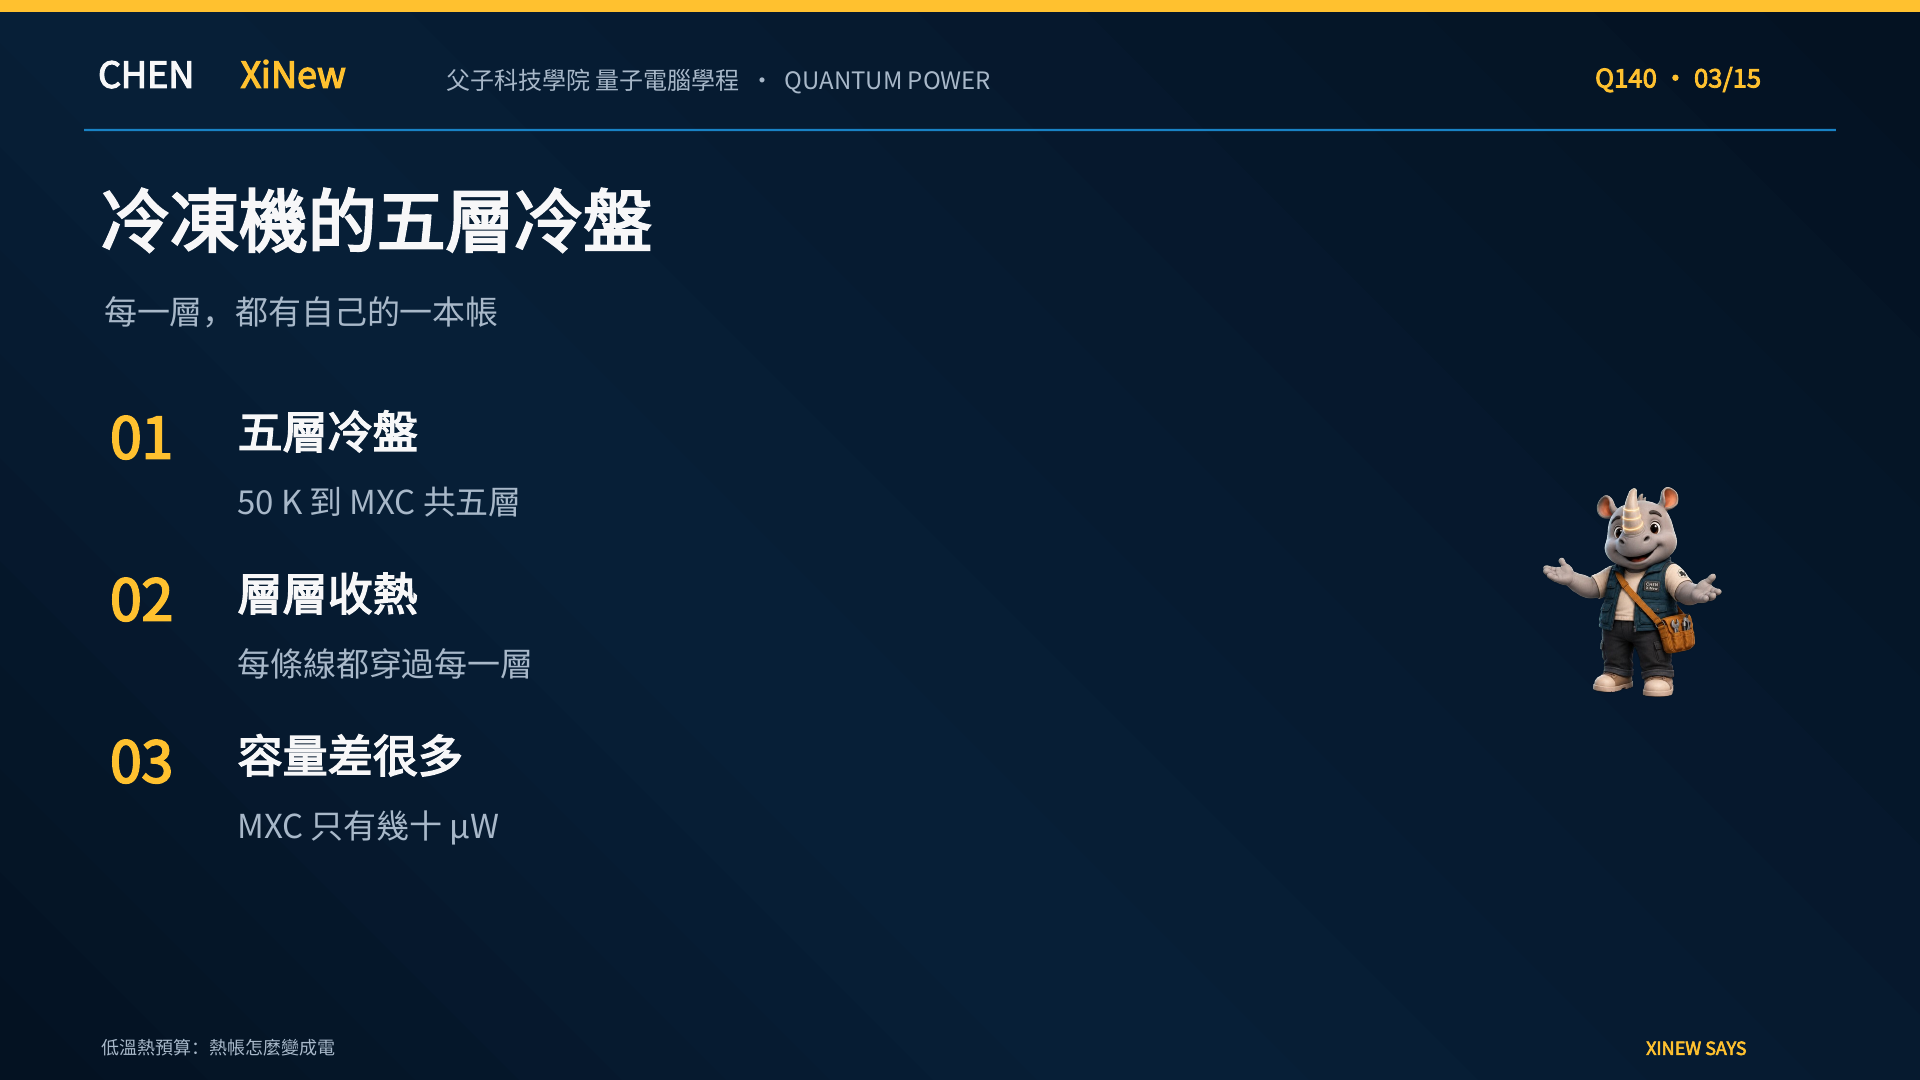 CHEN XiNew 父子科技學院 量子電腦學程 • QUANTUM POWER Q140 • 03/15
冷凍機的五層冷盤
每一層，都有自己的一本帳
01 五層冷盤
50 K 到 MXC 共五層
02 層層收熱
每條線都穿過每一層
03 容量差很多
MXC 只有幾十 µW
低溫熱預算：熱帳怎麼變成電
XINEW SAYS